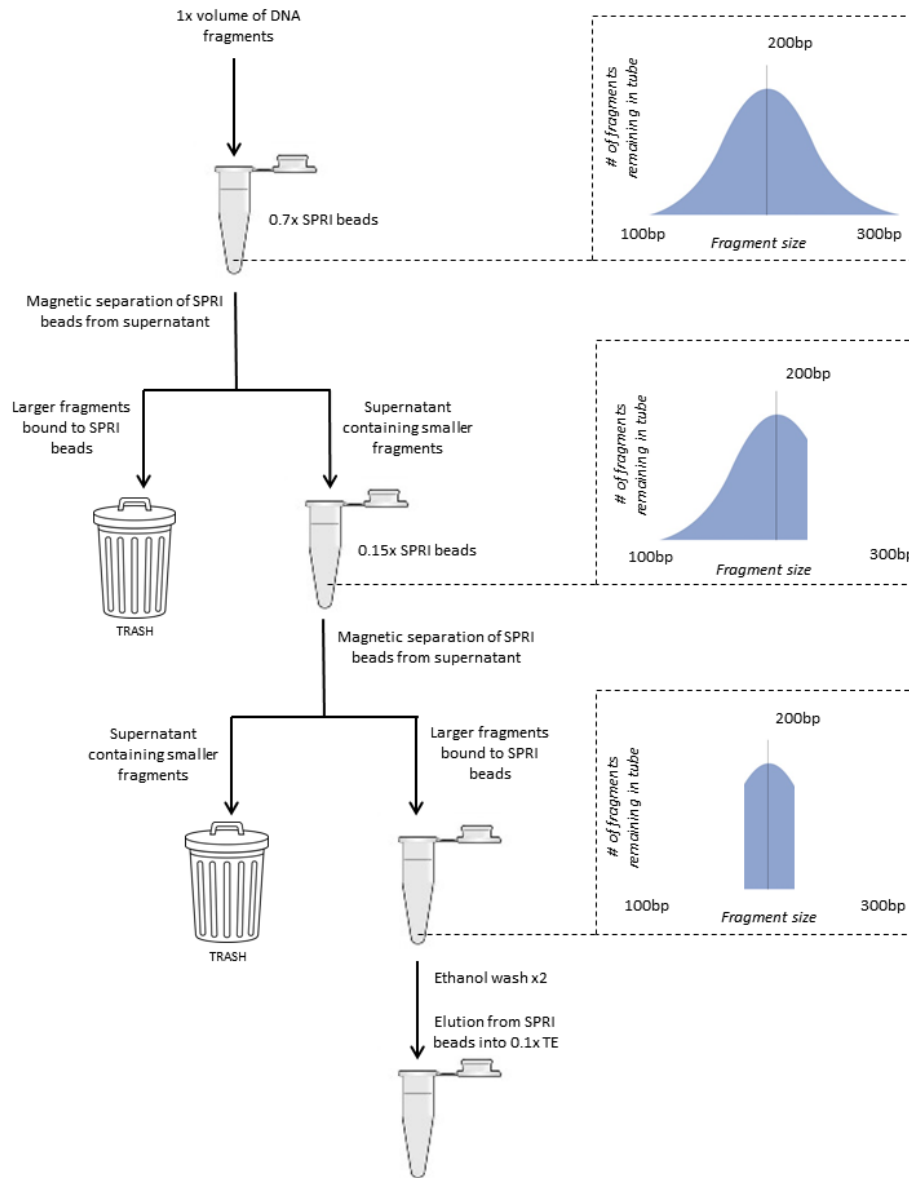 1x volume of DNA
fragments
200bp
# of fragments
remaining in tube
100bp
Fragment size
300bp
0.7x SPRI beads
Magnetic separation of SPRI
beads from supernatant
Larger fragments
bound to SPRI
beads
Supernatant
containing smaller
fragments
200bp
# of fragments
remaining in tube
100bp
Fragment size
300bp
0.15x SPRI beads
TRASH
Magnetic separation of SPRI
beads from supernatant
Supernatant
containing smaller
fragments
Larger fragments
bound to SPRI
beads
200bp
# of fragments
remaining in tube
100bp
Fragment size
300bp
TRASH
Ethanol wash x2
Elution from SPRI
beads into 0.1x TE